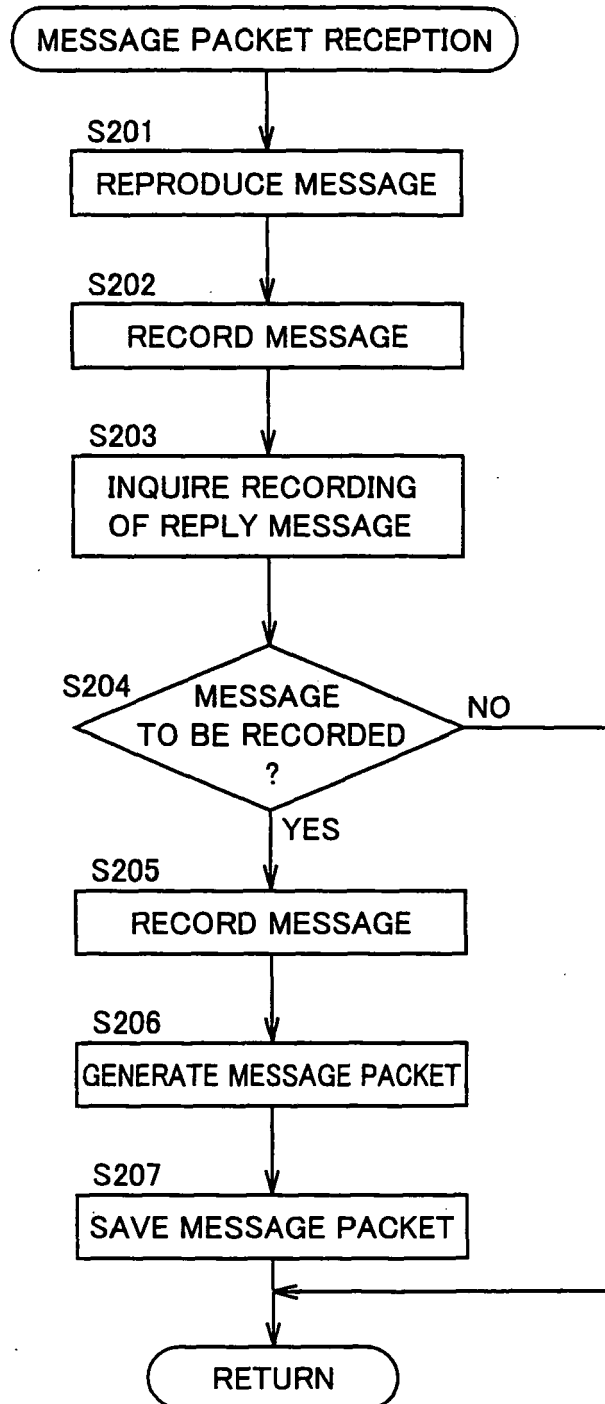 MESSAGE PACKET RECEPTION
S201
REPRODUCE MESSAGE
S202
RECORD MESSAGE
S203
INQUIRE RECORDING
OF REPLY MESSAGE
S204
MESSAGE
TO BE RECORDED
?
NO
YES
S205
RECORD MESSAGE
S206
GENERATE MESSAGE PACKET
S207
SAVE MESSAGE PACKET
RETURN